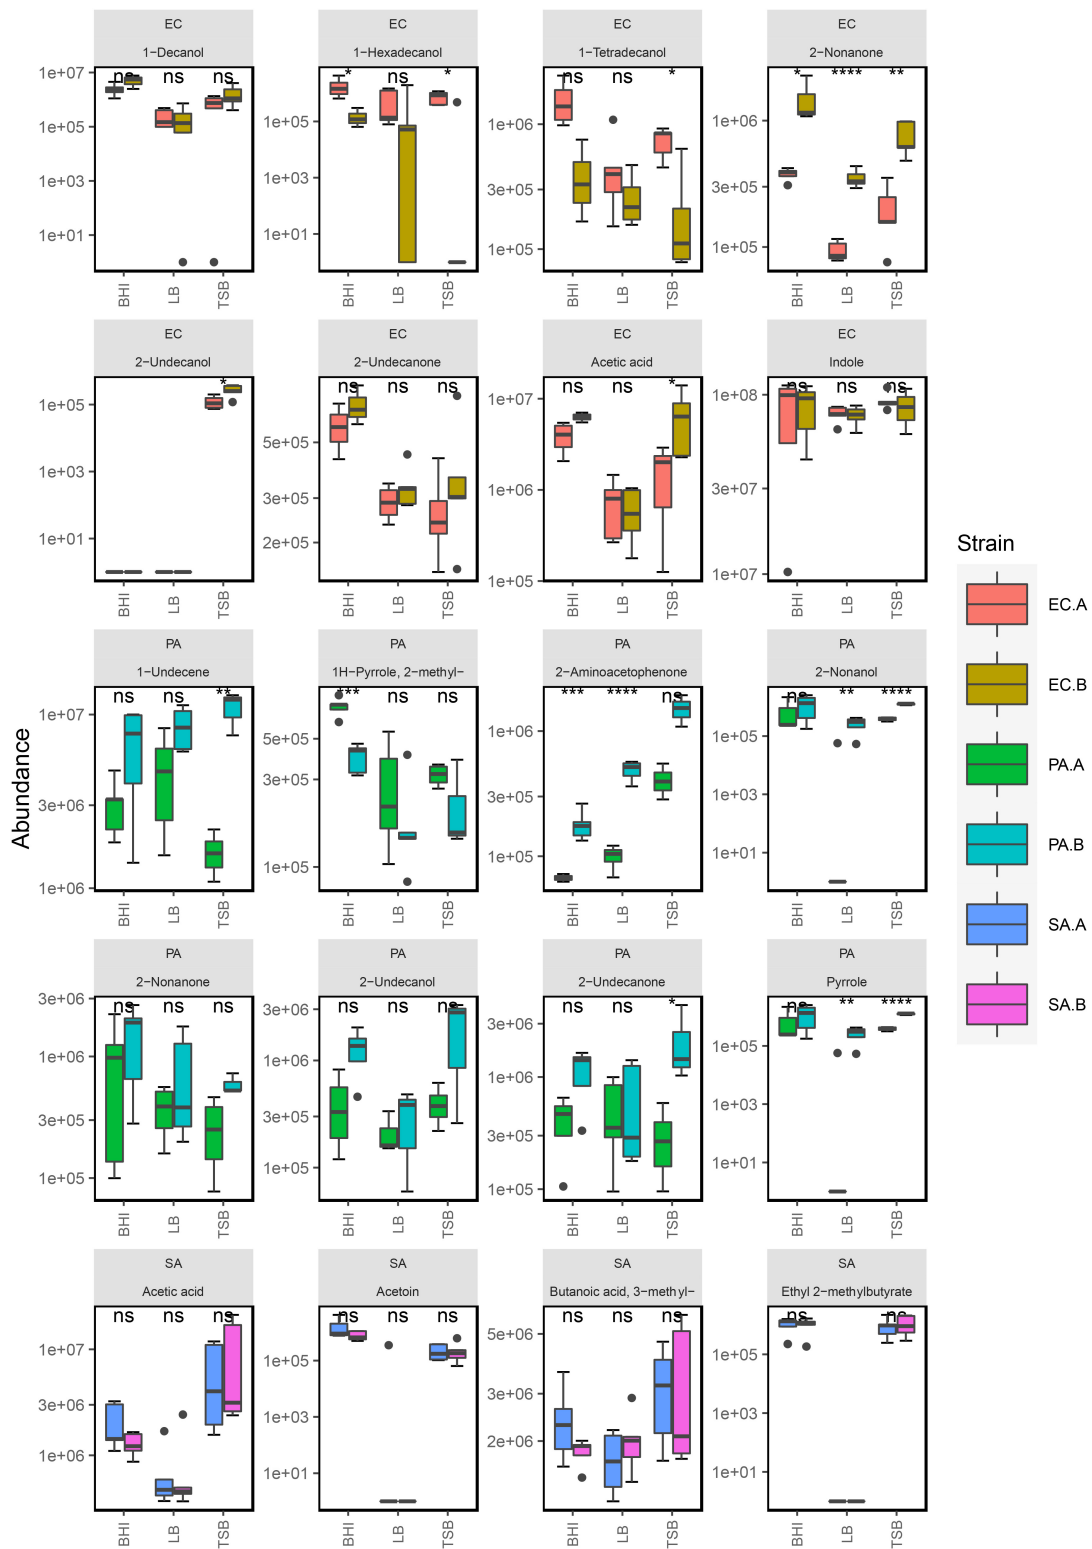 EC
EC
EC
EC
1−Decanol
1−Hexadecanol
1−Tetradecanol
2−Nonanone
ns
ns
ns
*
ns
*
ns
ns
*
*
****
**
1e+07
1e+05
1e+03
1e+01
1e+05
1e+03
1e+01
1e+06
3e+05
1e+05
1e+06
3e+05
1e+05
BHI
LB
TSB
BHI
LB
TSB
BHI
LB
TSB
BHI
LB
TSB
EC
EC
EC
EC
2−Undecanol
2−Undecanone
Acetic acid
Indole
*
ns
ns
ns
ns
ns
*
ns
ns
ns
1e+05
1e+03
1e+01
5e+05
3e+05
2e+05
1e+07
1e+06
1e+05
1e+08
3e+07
1e+07
BHI
LB
TSB
BHI
LB
TSB
BHI
LB
TSB
BHI
LB
TSB
PA
PA
PA
PA
1−Undecene
1H−Pyrrole, 2−methyl−
2−Aminoacetophenone
2−Nonanol
ns
ns
**
***
ns
ns
***
****
ns
ns
**
****
1e+07
3e+06
1e+06
5e+05
3e+05
1e+05
1e+06
3e+05
1e+05
1e+05
1e+03
1e+01
BHI
LB
TSB
BHI
LB
TSB
BHI
LB
TSB
BHI
LB
TSB
PA
PA
PA
PA
2−Nonanone
2−Undecanol
2−Undecanone
Pyrrole
ns
ns
ns
ns
ns
ns
ns
ns
*
ns
**
****
3e+06
1e+06
3e+05
1e+05
3e+06
1e+06
3e+05
1e+05
3e+06
1e+06
3e+05
1e+05
1e+05
1e+03
1e+01
BHI
LB
TSB
BHI
LB
TSB
BHI
LB
TSB
BHI
LB
TSB
SA
SA
SA
SA
Acetic acid
Acetoin
Butanoic acid, 3−methyl−
Ethyl 2−methylbutyrate
ns
ns
ns
ns
ns
ns
ns
ns
ns
ns
1e+07
3e+06
1e+06
1e+05
1e+03
1e+01
5e+06
3e+06
2e+06
1e+05
1e+03
1e+01
BHI
LB
TSB
BHI
LB
TSB
BHI
LB
TSB
BHI
LB
TSB
Abundance
Strain
EC.A
EC.B
PA.A
PA.B
SA.A
SA.B